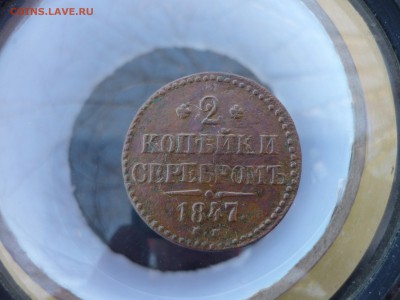 COINS.LAVE.RU
2
КОПѢЙКИ
СЕРЕБРОМЪ
1847.